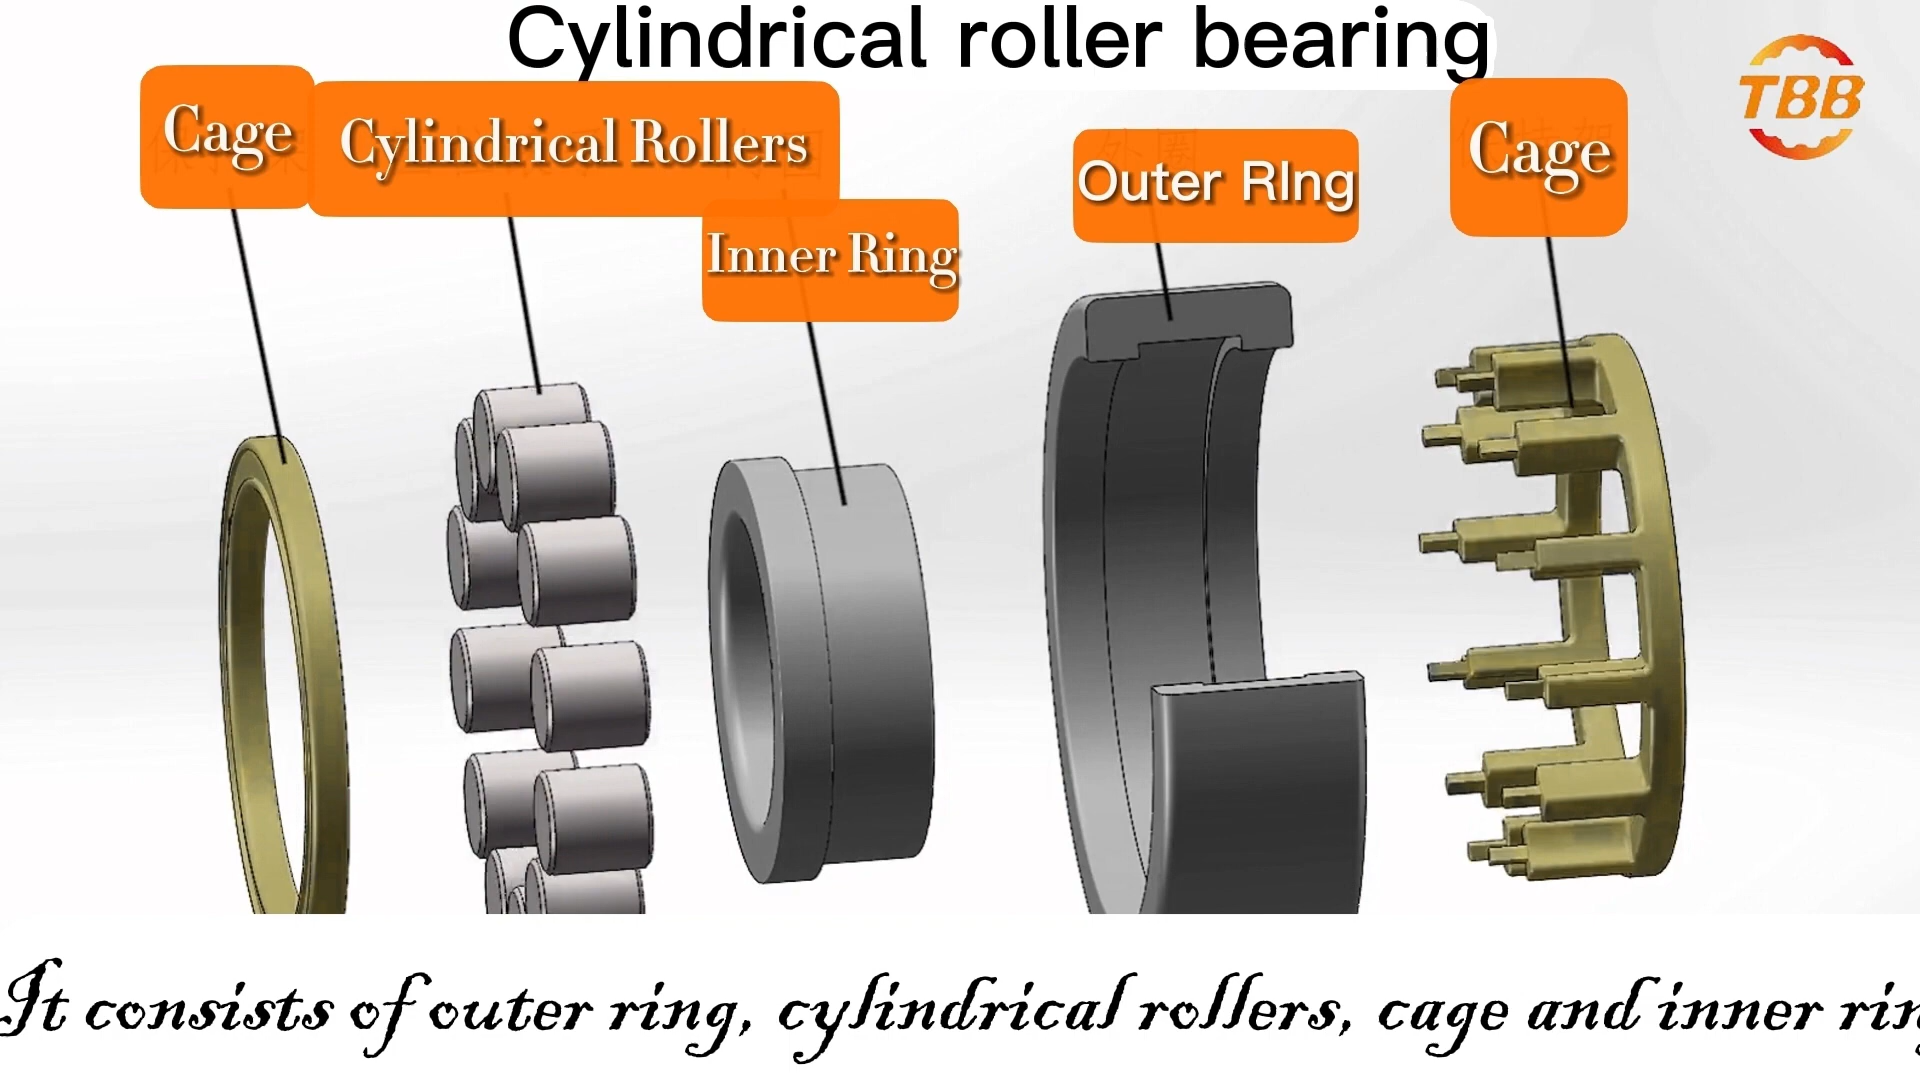 Cylindrical roller bearing
TBB
Cage
Cylindrical Rollers
Inner Ring
Outer RIng
Cage
It consists of outer ring, cylindrical rollers, cage and inner rin